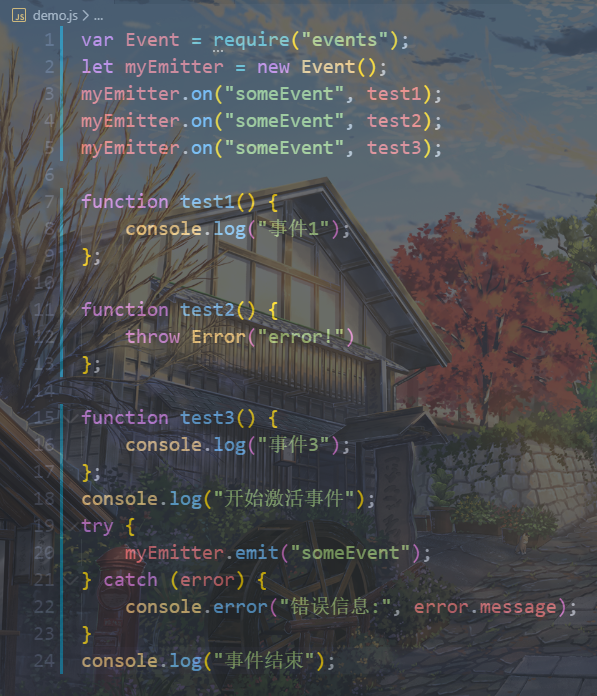 JS demo.js > ...
1 var Event = require("events");
2 let myEmitter = new Event();
3 myEmitter.on("someEvent", test1);
4 myEmitter.on("someEvent", test2);
5 myEmitter.on("someEvent", test3);
6
7 function test1() {
8     console.log("事件1");
9 };
10
11 function test2() {
12     throw Error("error!")
13 };
14
15 function test3() {
16     console.log("事件3");
17 };
18 console.log("开始激活事件");
19 try {
20     myEmitter.emit("someEvent");
21 } catch (error) {
22     console.error("错误信息:", error.message);
23 }
24 console.log("事件结束");